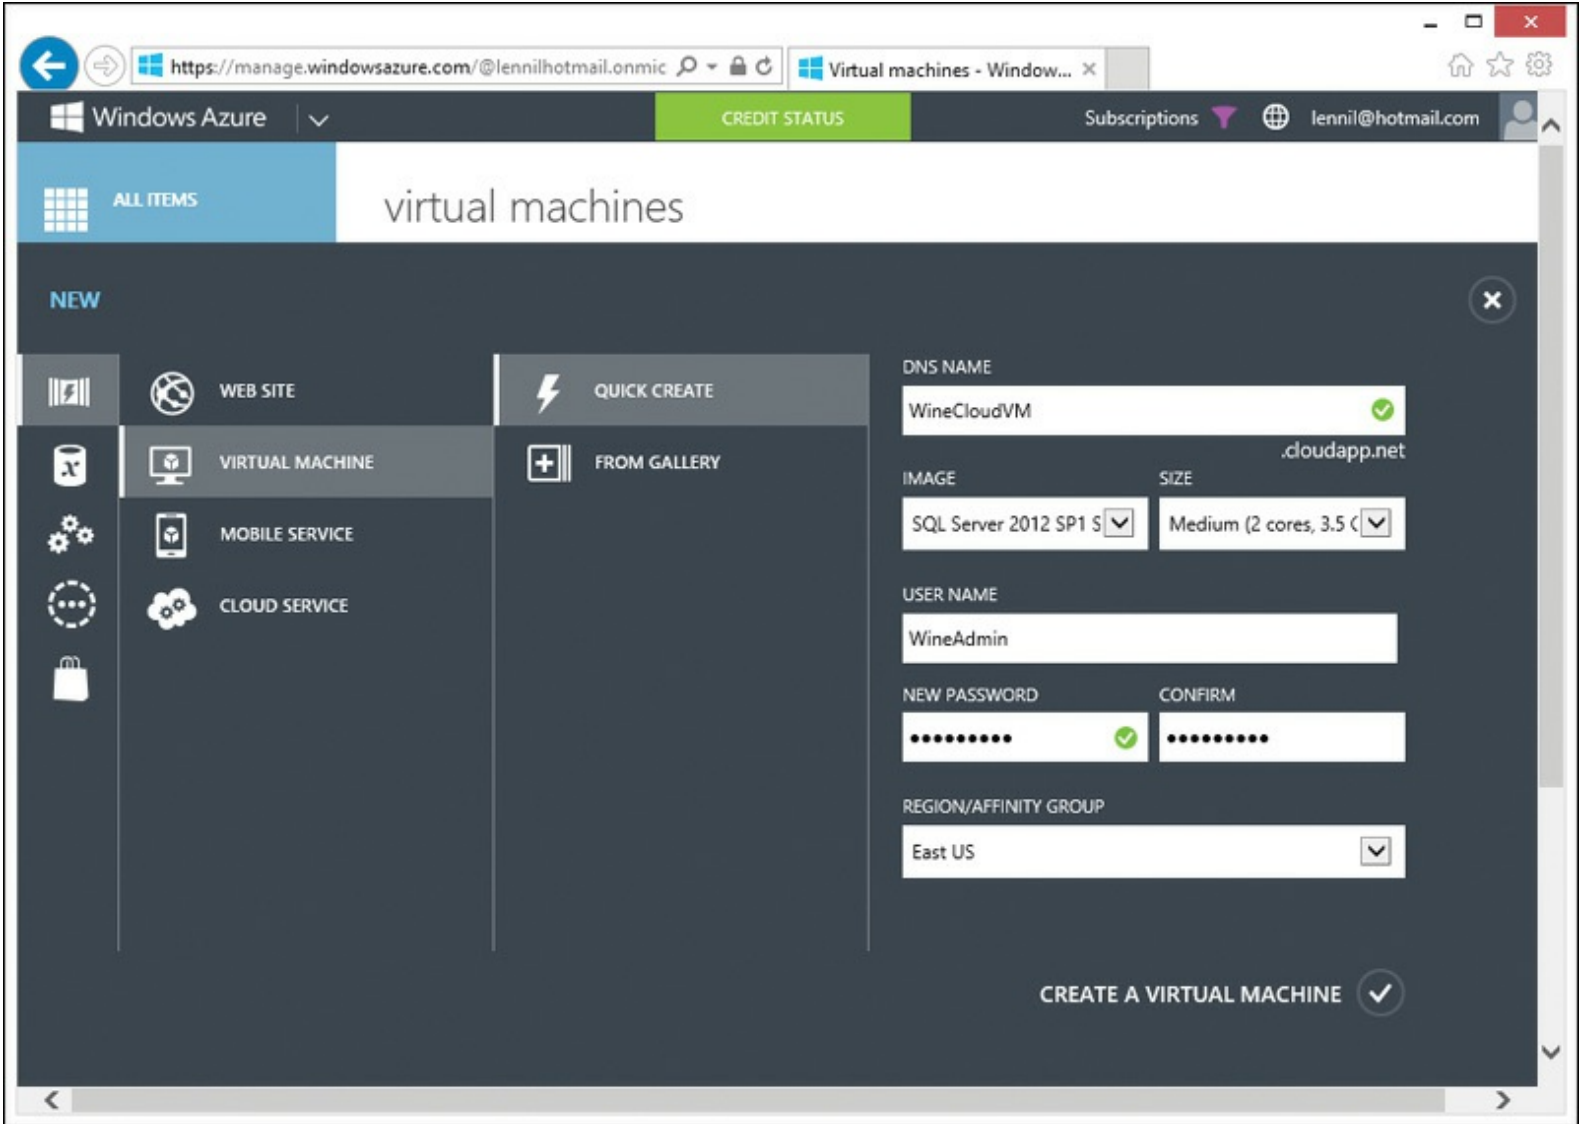 https://manage.windowsazure.com/@lennilhotmail.onmic
Virtual machines - Window...
Windows Azure
CREDIT STATUS
Subscriptions
lennil@hotmail.com
ALL ITEMS
virtual machines
NEW
WEB SITE
VIRTUAL MACHINE
MOBILE SERVICE
CLOUD SERVICE
QUICK CREATE
FROM GALLERY
DNS NAME
WineCloudVM
.cloudapp.net
IMAGE
SIZE
SQL Server 2012 SP1 S
Medium (2 cores, 3.5
USER NAME
WineAdmin
NEW PASSWORD
CONFIRM
•••••••••
•••••••••
REGION/AFFINITY GROUP
East US
CREATE A VIRTUAL MACHINE